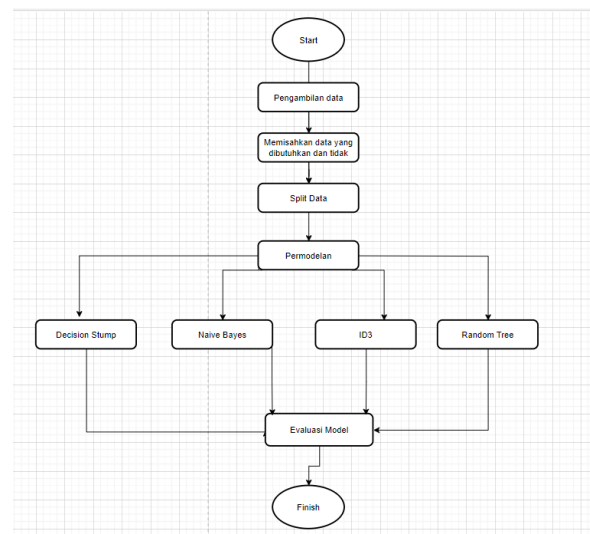 Start
Pengambilan data
Memisahkan data yang
dibutuhkan dan tidak
Split Data
Permodelan
Decision Stump
Naive Bayes
ID3
Random Tree
Evaluasi Model
Finish